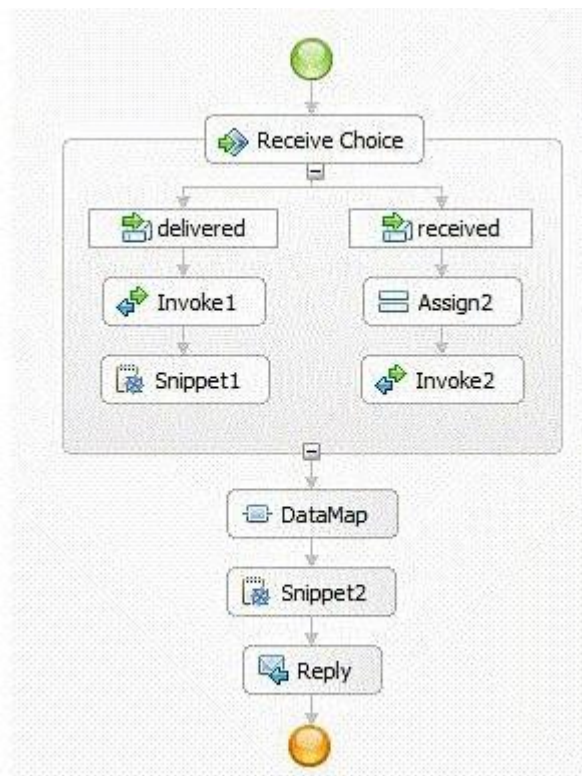 Receive Choice
delivered
received
Invoke1
Assign2
Snippet1
Invoke2
DataMap
Snippet2
Reply